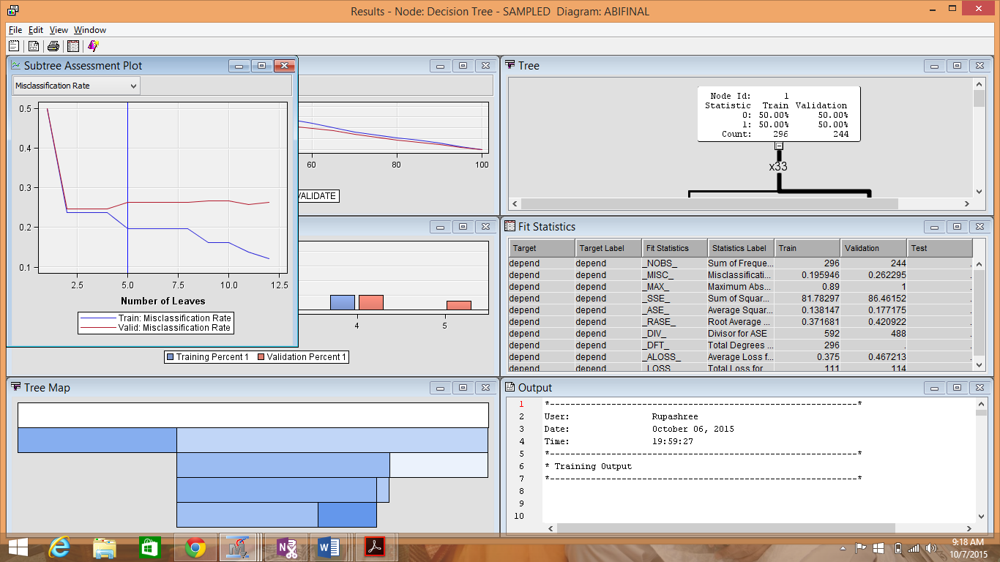 Results - Node: Decision Tree - SAMPLED  Diagram: ABIFINAL
File Edit View Window
Subtree Assessment Plot
Misclassification Rate
0.5
0.4
0.3
0.2
0.1
2.5 5.0 7.5 10.0 12.5
Number of Leaves
Train: Misclassification Rate
Valid: Misclassification Rate
60 80 100
VALIDATE
4 5
Training Percent 1 Validation Percent 1
Tree
Node Id: 1
Statistic Train Validation
0: 50.00% 50.00%
1: 50.00% 50.00%
Count: 296 244
x33
Fit Statistics
Target Target Label Fit Statistics Statistics Label Train Validation Test
depend depend _NOBS_ Sum of Freque... 296 244 .
depend depend _MISC_ Misclassificati... 0.195946 0.262295 .
depend depend _MAX_ Maximum Abs... 0.89 1 .
depend depend _SSE_ Sum of Squar... 81.78297 86.46152 .
depend depend _ASE_ Average Squar... 0.138147 0.177175 .
depend depend _RASE_ Root Average ... 0.371681 0.420922 .
depend depend _DIV_ Divisor for ASE 592 488 .
depend depend _DFT_ Total Degrees ... 296 . .
depend depend _ALOSS_ Average Loss f... 0.375 0.467213 .
depend depend _LOSS_ Total Loss for 111 114
Tree Map
Output
1 *------------------------------------------------------------*
2 User: Rupashree
3 Date: October 06, 2015
4 Time: 19:59:27
5 *------------------------------------------------------------*
6 * Training Output
7 *------------------------------------------------------------*
8
9
10
9:18 AM
10/7/2015